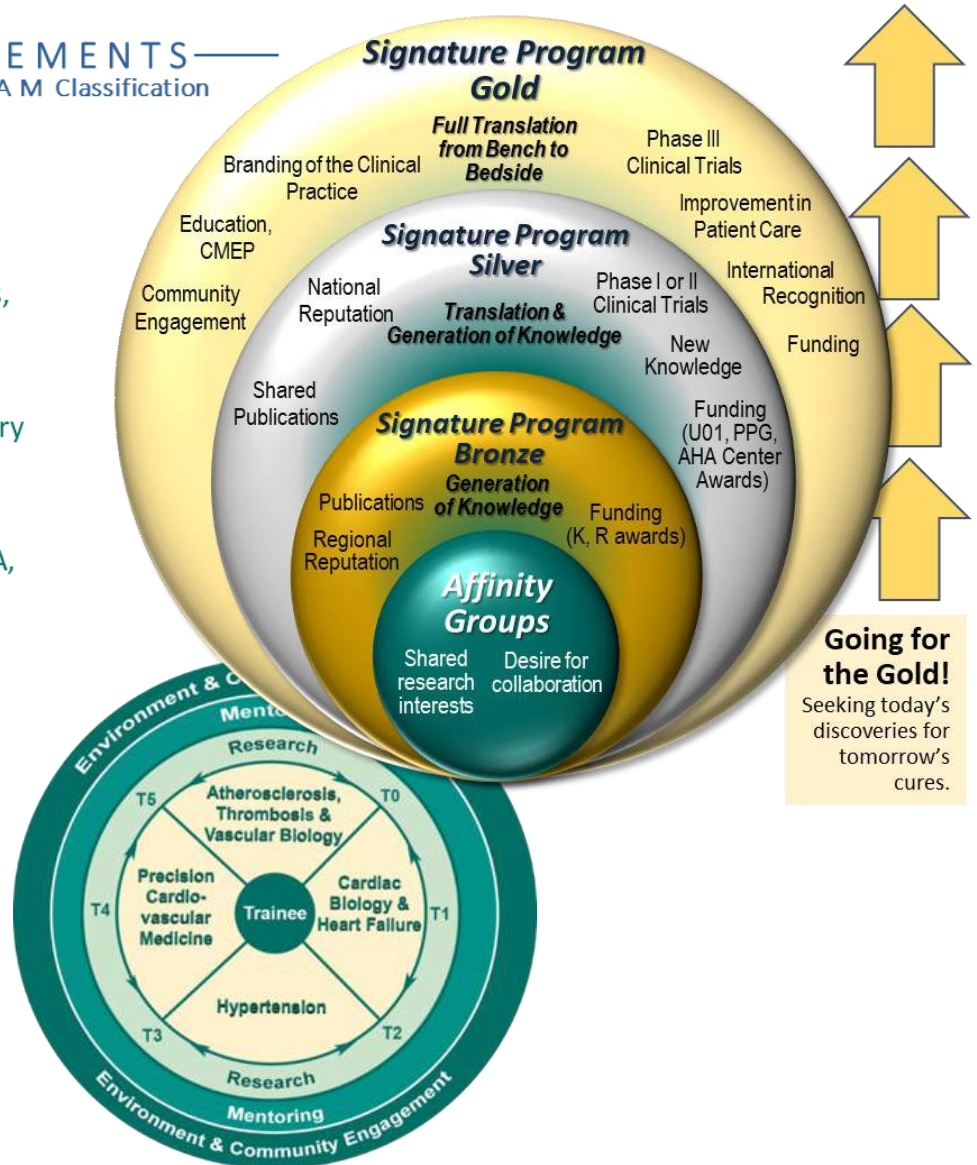 EMENTS
AM Classification
Signature Program
Gold
Full Translation
from Bench to
Bedside
Branding of the Clinical
Practice
Education,
CMEP
Community
Engagement
Phase III
Clinical Trials
Improvement in
Patient Care
International
Recognition
Funding
Signature Program
Silver
Translation &
Generation of Knowledge
National
Reputation
Shared
Publications
Phase I or II
Clinical Trials
New
Knowledge
Funding
(U01, PPG,
AHA Center
Awards)
Signature Program
Bronze
Generation
of Knowledge
Publications
Regional
Reputation
Funding
(K, R awards)
Affinity
Groups
Shared
research
interests
Desire for
collaboration
s,
ry
A,
Going for
the Gold!
Seeking today's
discoveries for
tomorrow's
cures.
Environment & C
Mento
Research
T5
T0
Atherosclerosis,
Thrombosis &
Vascular Biology
Precision
Cardio-
vascular
Medicine
Trainee
Cardiac
Biology &
Heart Failure
T4
T1
Hypertension
T3
T2
Research
Mentoring
Environment & Community Engagement